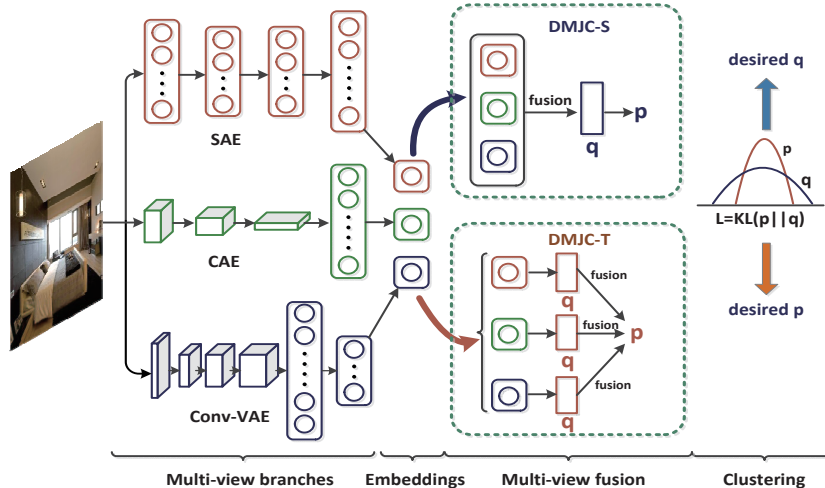 SAE
CAE
Conv-VAE
DMJC-S
fusion
q
p
DMJC-T
q
fusion
q
fusion
p
q
fusion
desired q
p
q
L=KL(p||q)
desired p
Multi-view branches
Embeddings
Multi-view fusion
Clustering